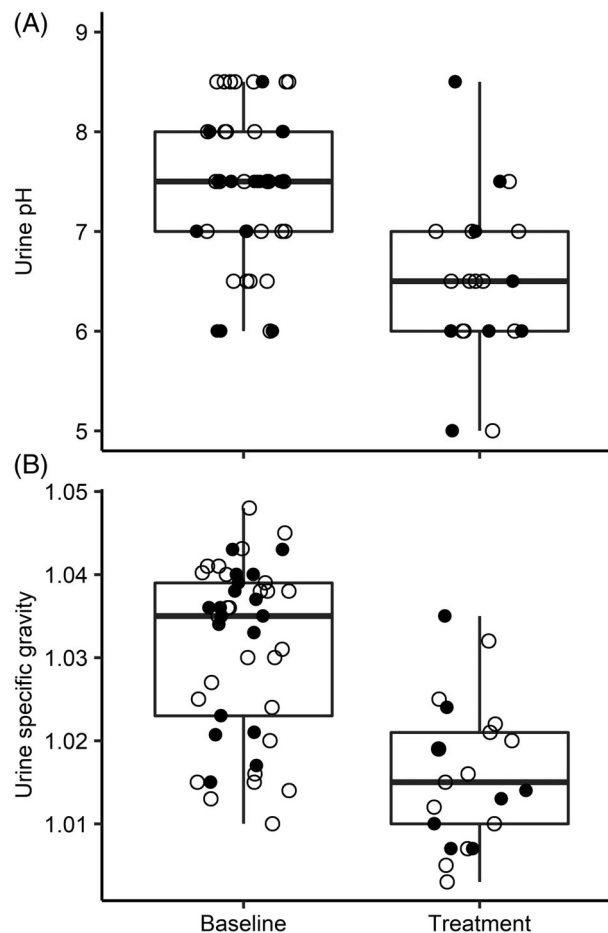 (A)
9
8
7
6
5
Urine pH
(B)
1.05
1.04
1.03
1.02
1.01
Urine specific gravity
Baseline
Treatment